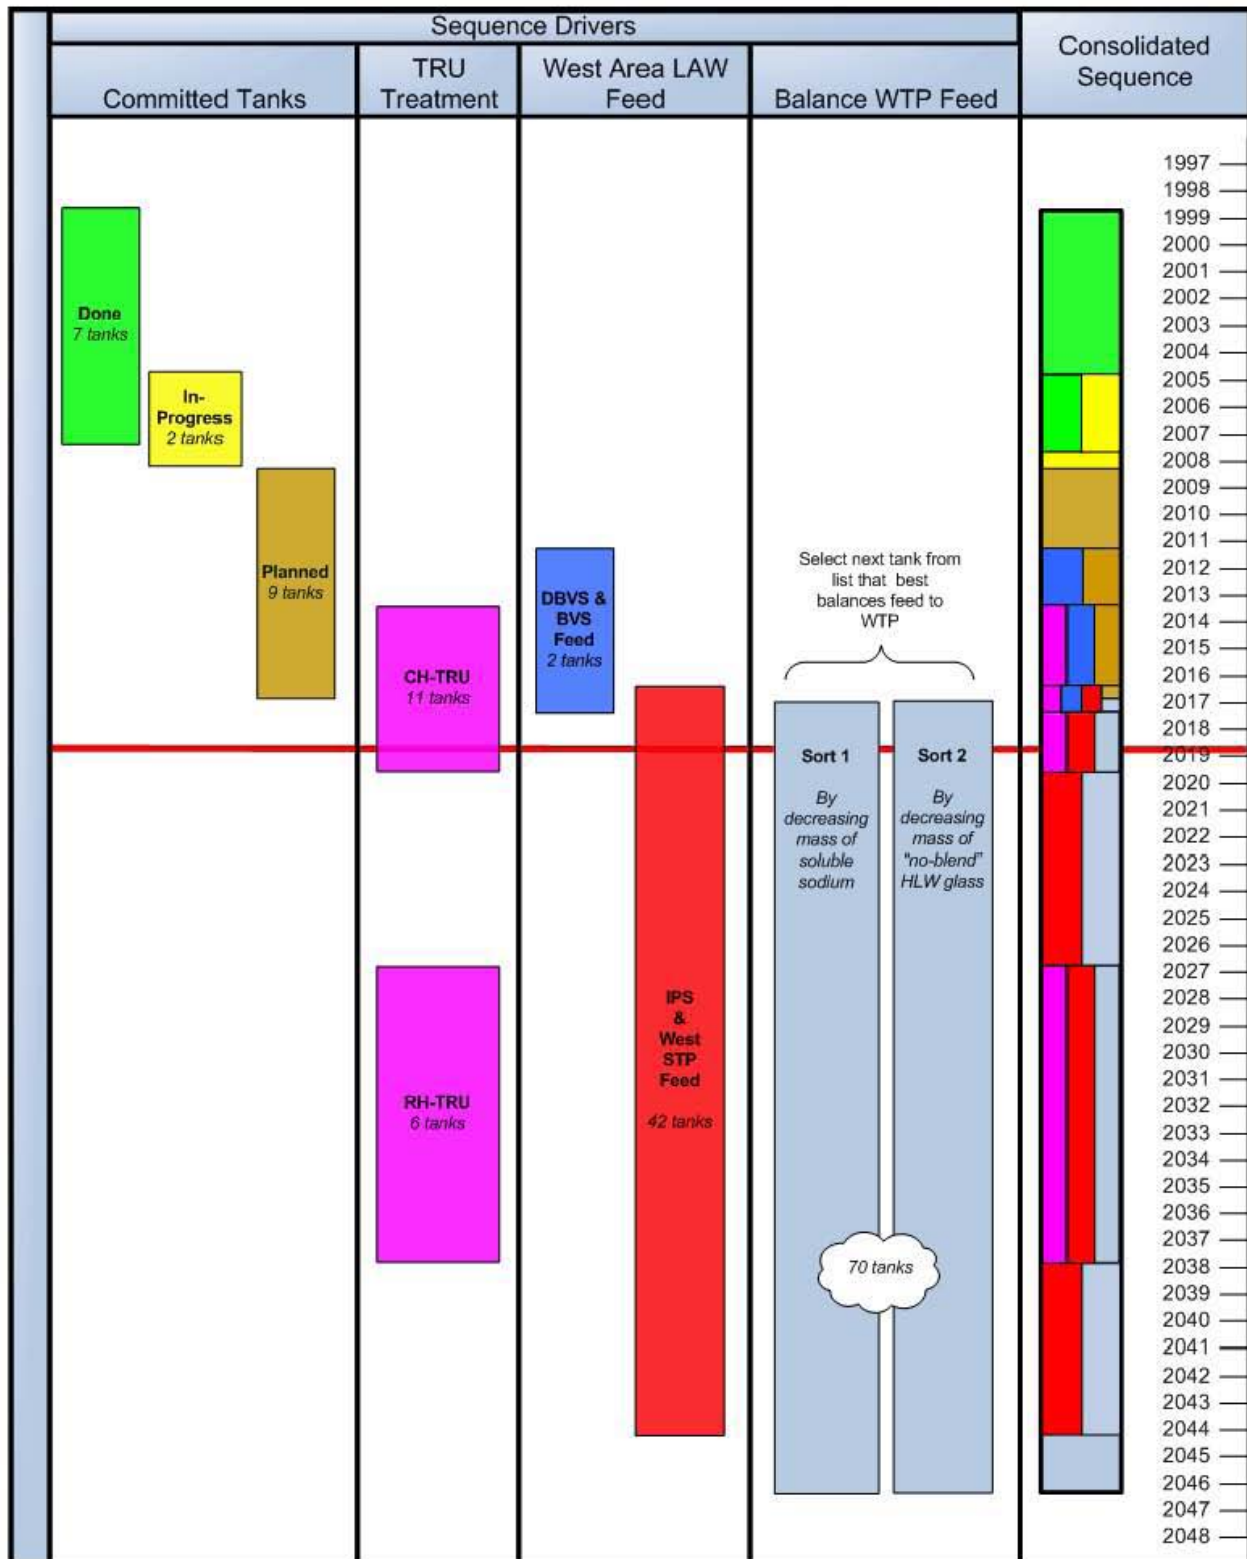 Sequence Drivers
Consolidated
Sequence
Committed Tanks
TRU
Treatment
West Area LAW
Feed
Balance WTP Feed
Done
7 tanks
In-
Progress
2 tanks
Planned
9 tanks
CH-TRU
11 tanks
RH-TRU
6 tanks
DBVS &
BVS
Feed
2 tanks
IPS
&
West
STP
Feed
42 tanks
Select next tank from
list that best
balances feed to
WTP
Sort 1
By
decreasing
mass of
soluble
sodium
Sort 2
By
decreasing
mass of
"no-blend"
HLW glass
70 tanks
1997
1998
1999
2000
2001
2002
2003
2004
2005
2006
2007
2008
2009
2010
2011
2012
2013
2014
2015
2016
2017
2018
2019
2020
2021
2022
2023
2024
2025
2026
2027
2028
2029
2030
2031
2032
2033
2034
2035
2036
2037
2038
2039
2040
2041
2042
2043
2044
2045
2046
2047
2048